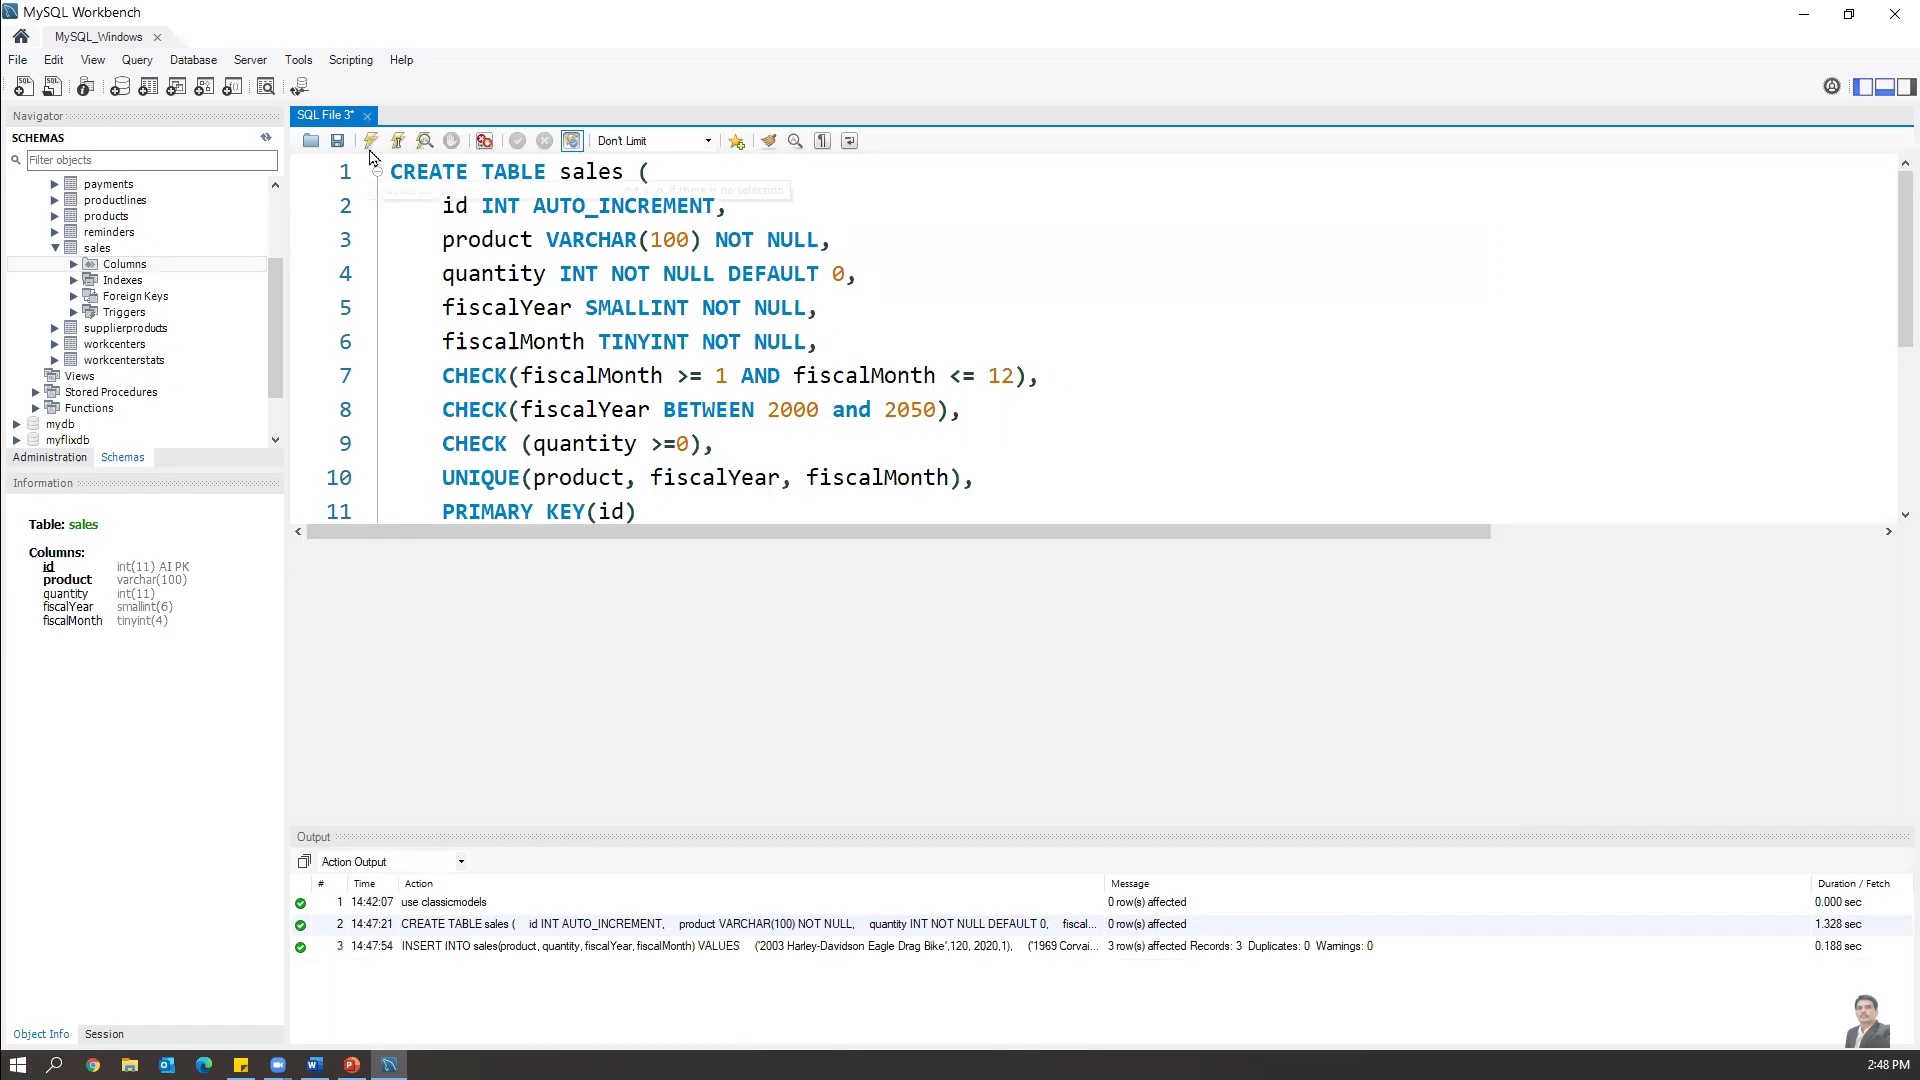 MySQL Workbench
MySQL_Windows
File Edit View Query Database Server Tools Scripting Help
Navigator
SCHEMAS
Filter objects
payments
productlines
products
reminders
sales
Columns
Indexes
Foreign Keys
Triggers
supplierproducts
workcenters
workcenterstats
Views
Stored Procedures
Functions
mydb
myflixdb
Administration Schemas
Information
Table: sales
Columns:
id int(11) AI PK
product varchar(100)
quantity int(11)
fiscalYear smallint(6)
fiscalMonth tinyint(4)
Object Info Session
SQL File 3*
Don't Limit
1 CREATE TABLE sales (
if there is no selection
2 id INT AUTO_INCREMENT,
3 product VARCHAR(100) NOT NULL,
4 quantity INT NOT NULL DEFAULT 0,
5 fiscalYear SMALLINT NOT NULL,
6 fiscalMonth TINYINT NOT NULL,
7 CHECK(fiscalMonth >= 1 AND fiscalMonth <= 12),
8 CHECK(fiscalYear BETWEEN 2000 and 2050),
9 CHECK (quantity >=0),
10 UNIQUE(product, fiscalYear, fiscalMonth),
11 PRIMARY KEY(id)
Output
Action Output
# Time Action Message Duration / Fetch
1 14:42:07 use classicmodels 0 row(s) affected 0.000 sec
2 14:47:21 CREATE TABLE sales ( id INT AUTO_INCREMENT, product VARCHAR(100) NOT NULL, quantity INT NOT NULL DEFAULT 0, fiscal... 0 row(s) affected 1.328 sec
3 14:47:54 INSERT INTO sales(product, quantity, fiscalYear, fiscalMonth) VALUES ('2003 Harley-Davidson Eagle Drag Bike',120, 2020,1), ('1969 Corvai... 3 row(s) affected Records: 3 Duplicates: 0 Warnings: 0 0.188 sec
2:48 PM